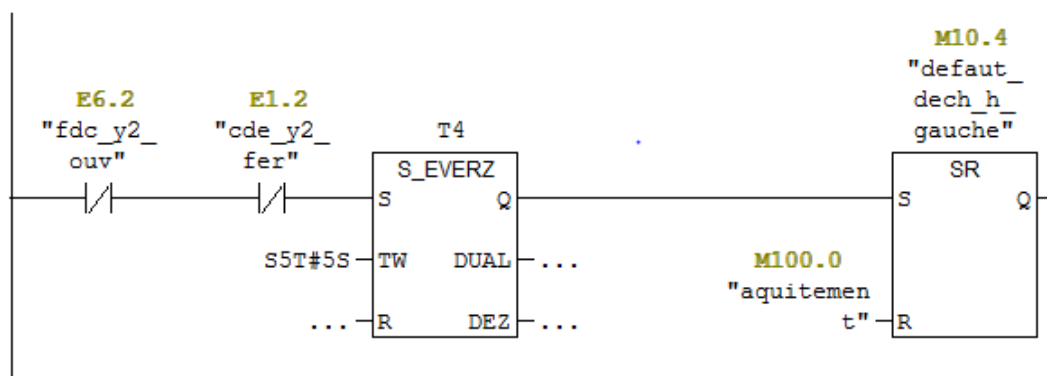 M10.4
"defaut_
dech_h_
gauche"
E6.2
"fdc_y2_
ouv"
E1.2
"cde_y2_
fer"
T4
S_EVERZ
S Q
SR
S Q
S5T#5S TW DUAL ...
... R DEZ ...
M100.0
"aquitemen
t" R